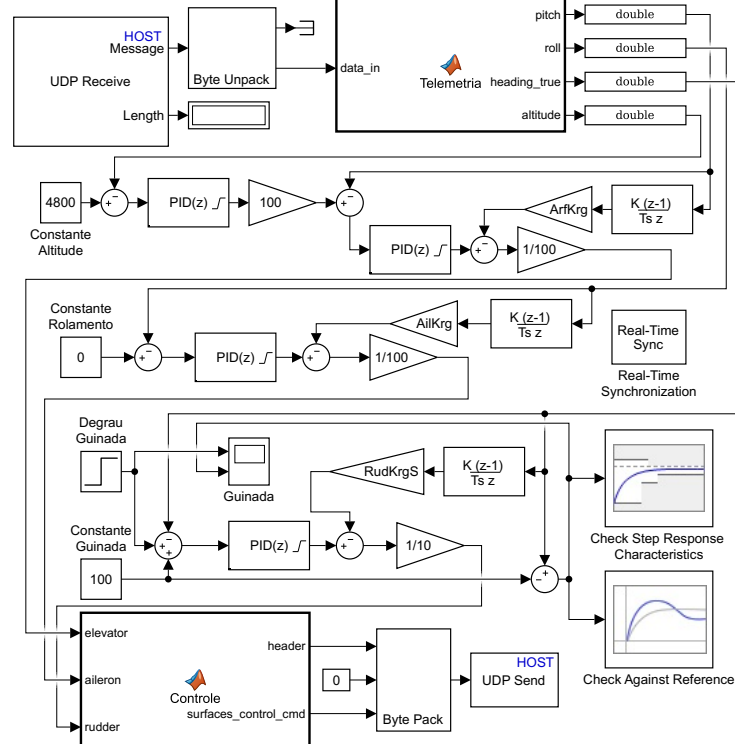 HOST
Message
UDP Receive
Length
Byte Unpack
data_in
Telemetria
pitch
roll
heading_true
altitude
double
double
double
double
4800
Constante
Altitude
+
−
PID(z)
100
+
−
PID(z)
+
−
1/100
ArfKrg
K (z-1)
Ts z
Constante
Rolamento
0
+
−
PID(z)
+
−
1/100
AilKrg
K (z-1)
Ts z
Real-Time
Sync
Real-Time
Synchronization
Degrau
Guinada
Guinada
RudKrgS
K (z-1)
Ts z
Constante
Guinada
100
+
−
+
PID(z)
+
−
1/10
−
+
Check Step Response
Characteristics
Check Against Reference
elevator
aileron
rudder
Controle
header
surfaces_control_cmd
0
Byte Pack
HOST
UDP Send